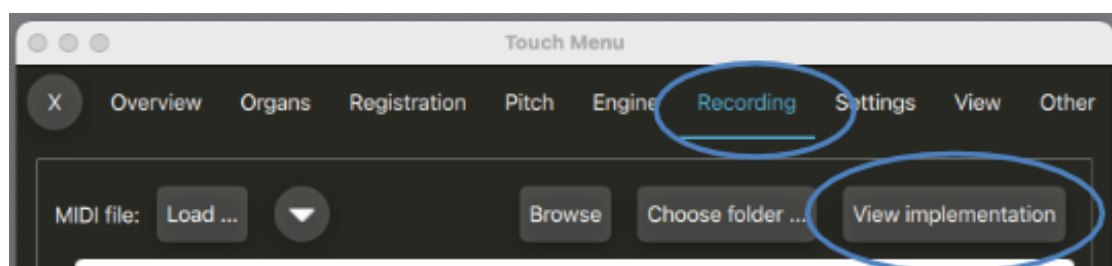 Touch Menu
X Overview Organs Registration Pitch Engine Recording Settings View Other
MIDI file: Load ... Browse Choose folder ... View implementation